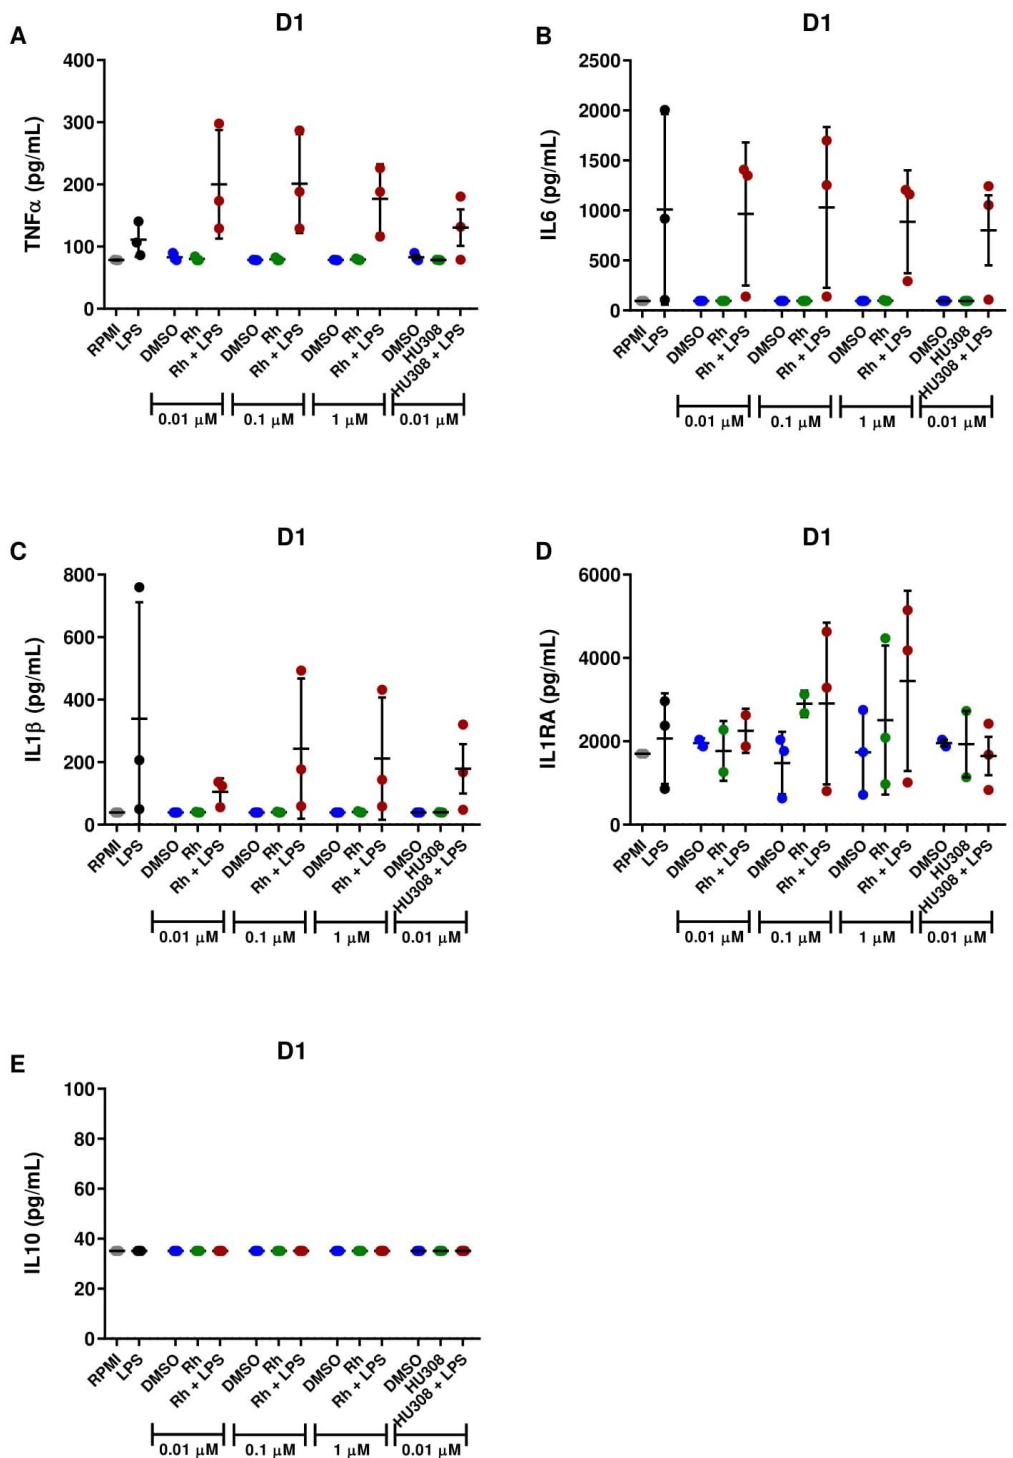 A
D1
TNFα (pg/mL)
400
300
200
100
0
RPMI
LPS
DMSO
Rh
Rh + LPS
DMSO
Rh
Rh + LPS
DMSO
Rh
Rh + LPS
DMSO
HU308
HU308 + LPS
0.01 µM
0.1 µM
1 µM
0.01 µM
B
D1
IL6 (pg/mL)
2500
2000
1500
1000
500
0
RPMI
LPS
DMSO
Rh
Rh + LPS
DMSO
Rh
Rh + LPS
DMSO
Rh
Rh + LPS
DMSO
HU308
HU308 + LPS
0.01 µM
0.1 µM
1 µM
0.01 µM
C
D1
IL1β (pg/mL)
800
600
400
200
0
RPMI
LPS
DMSO
Rh
Rh + LPS
DMSO
Rh
Rh + LPS
DMSO
Rh
Rh + LPS
DMSO
HU308
HU308 + LPS
0.01 µM
0.1 µM
1 µM
0.01 µM
D
D1
IL1RA (pg/mL)
6000
4000
2000
0
RPMI
LPS
DMSO
Rh
Rh + LPS
DMSO
Rh
Rh + LPS
DMSO
Rh
Rh + LPS
DMSO
HU308
HU308 + LPS
0.01 µM
0.1 µM
1 µM
0.01 µM
E
D1
IL10 (pg/mL)
100
80
60
40
20
0
RPMI
LPS
DMSO
Rh
Rh + LPS
DMSO
Rh
Rh + LPS
DMSO
Rh
Rh + LPS
DMSO
HU308
HU308 + LPS
0.01 µM
0.1 µM
1 µM
0.01 µM